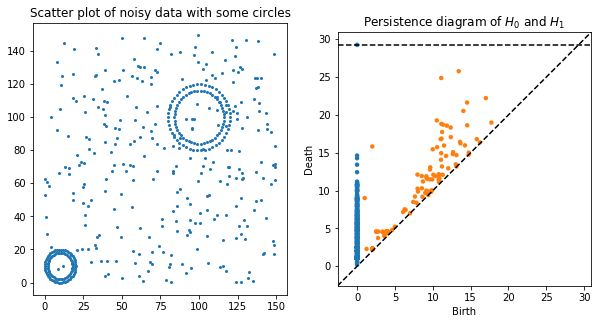 Scatter plot of noisy data with some circles
140
120
100
80
60
40
20
0
0 25 50 75 100 125 150
Persistence diagram of $H_0$ and $H_1$
30
25
20
15
10
5
0
Death
0 5 10 15 20 25 30
Birth